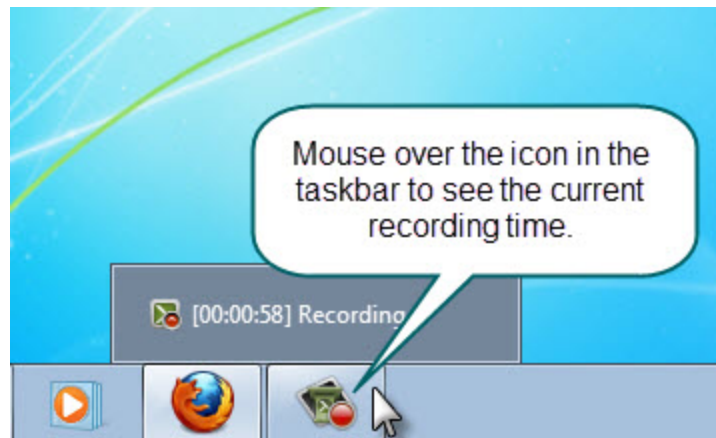 Mouse over the icon in the
taskbar to see the current
recording time.
[00:00:58] Recording